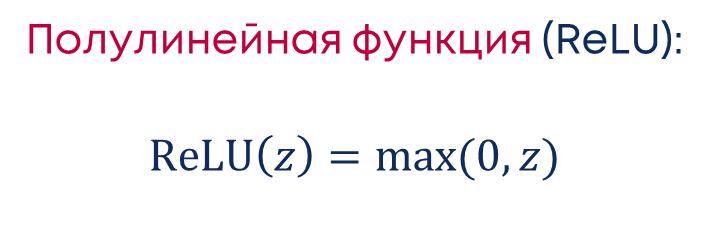 Полулинейная функция (ReLU):
ReLU(z) = max(0, z)